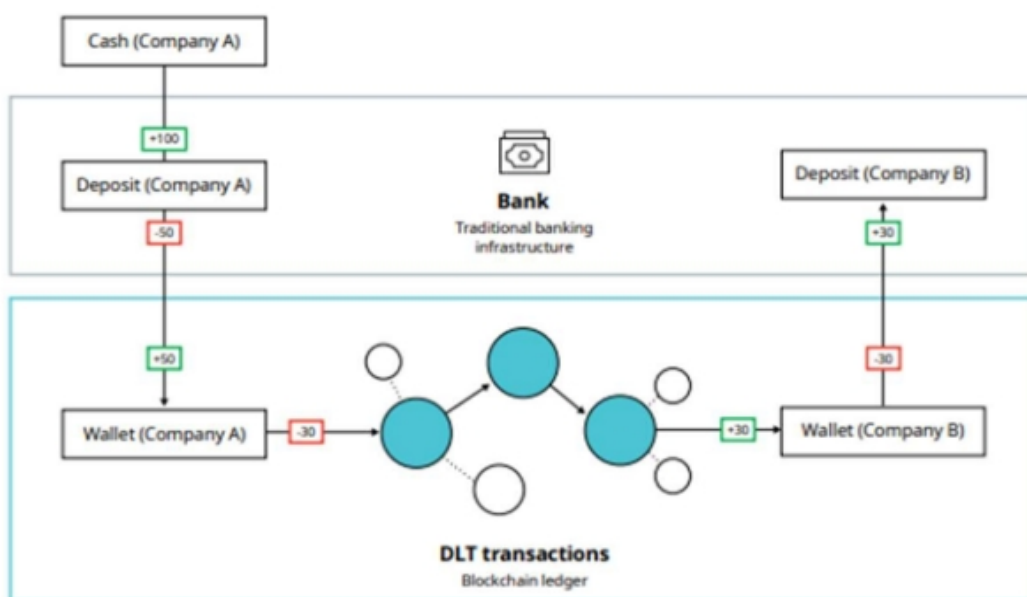 Cash (Company A)
+100
Deposit (Company A)
-50
Bank
Traditional banking
infrastructure
Deposit (Company B)
+30
+50
-30
Wallet (Company A)
-30
+30
Wallet (Company B)
DLT transactions
Blockchain ledger